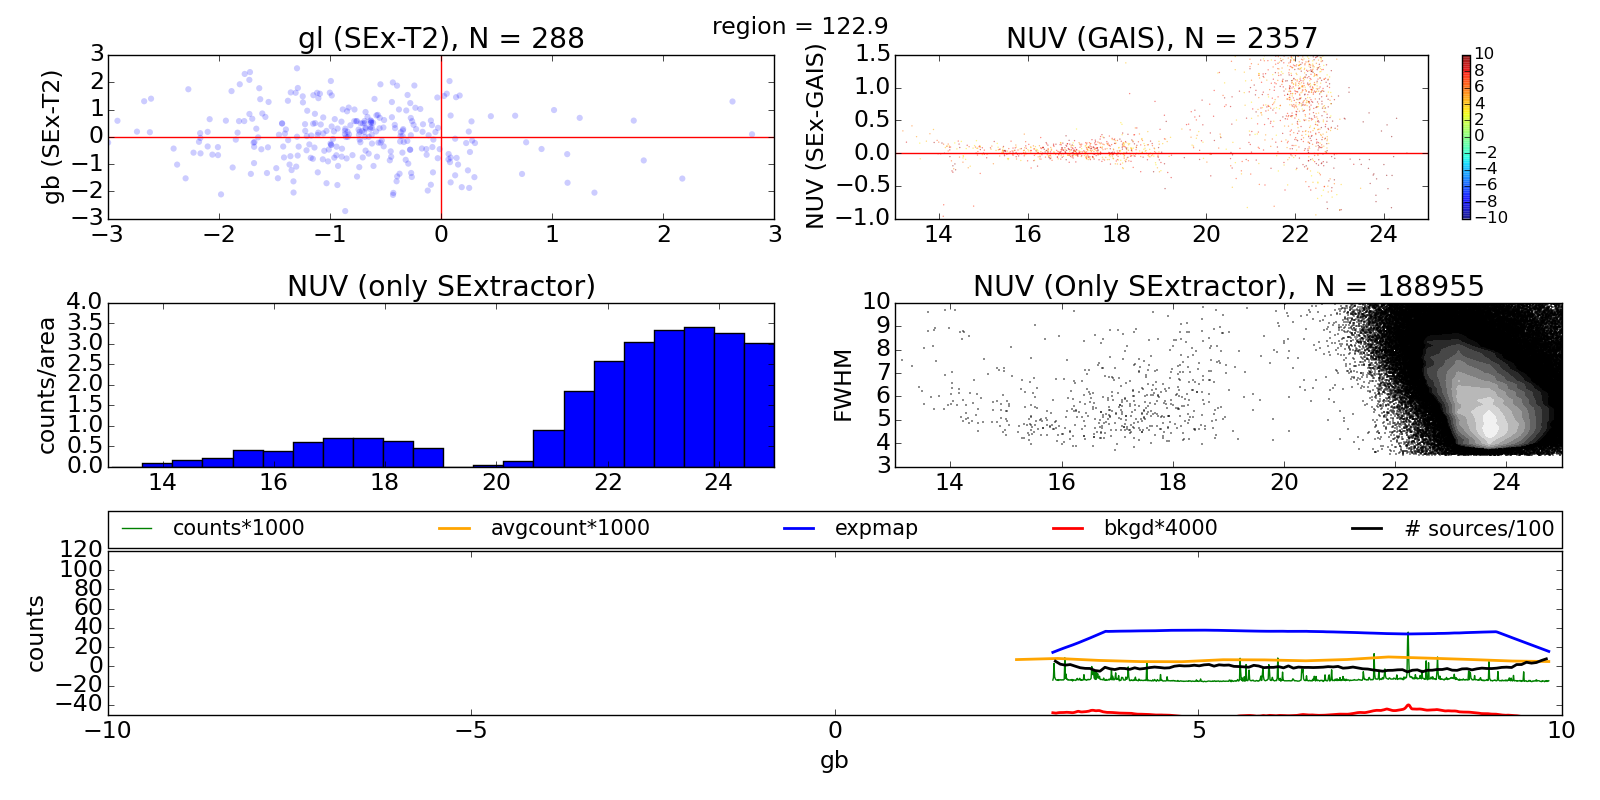 region = 122.9
gl (SEx-T2), N = 288
NUV (GAIS), N = 2357
gb (SEx-T2)
3
2
1
0
−1
−2
−3
−3 −2 −1 0 1 2 3
NUV (SEx-GAIS)
1.5
1.0
0.5
0.0
−0.5
−1.0
14 16 18 20 22 24
10
8
6
4
2
0
−2
−4
−6
−8
−10
NUV (only SExtractor)
counts/area
4.0
3.5
3.0
2.5
2.0
1.5
1.0
0.5
0.0
14 16 18 20 22 24
NUV (Only SExtractor), N = 188955
FWHM
10
9
8
7
6
5
4
3
14 16 18 20 22 24
counts*1000 avgcount*1000 expmap bkgd*4000 # sources/100
counts
120
100
80
60
40
20
0
−20
−40
−10 −5 0 5 10
gb